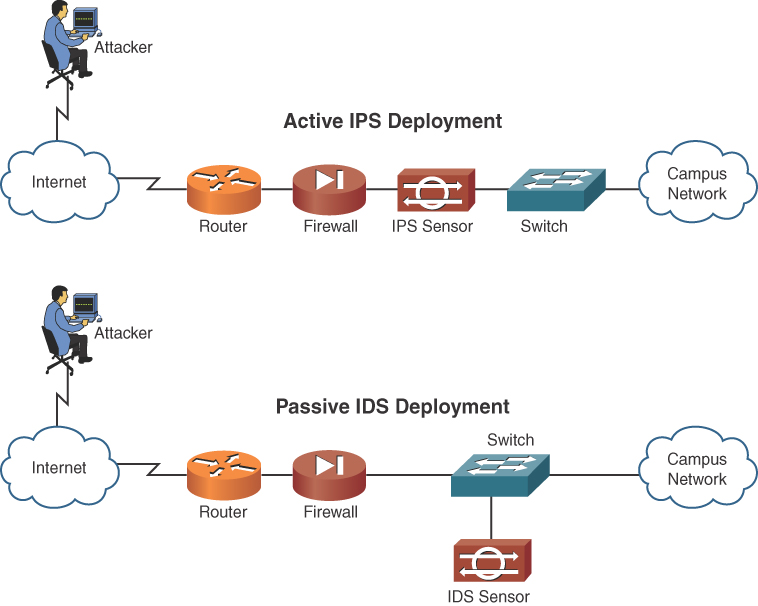 Attacker
Active IPS Deployment
Internet
Campus
Network
Router
Firewall
IPS Sensor
Switch
Attacker
Passive IDS Deployment
Switch
Internet
Campus
Network
Router
Firewall
IDS Sensor